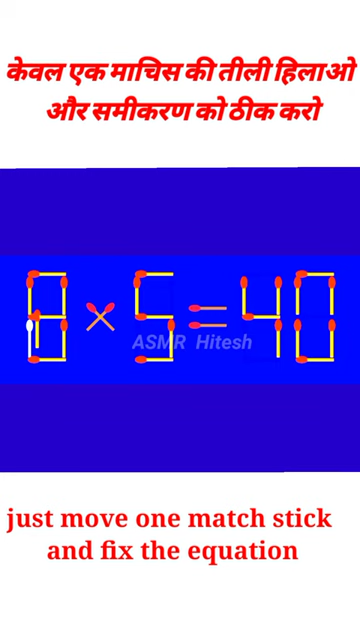 केवल एक माचिस की तीली हिलाओ
और समीकरण को ठीक करो
8 × 5 = 40
ASMR Hitesh
just move one match stick
and fix the equation